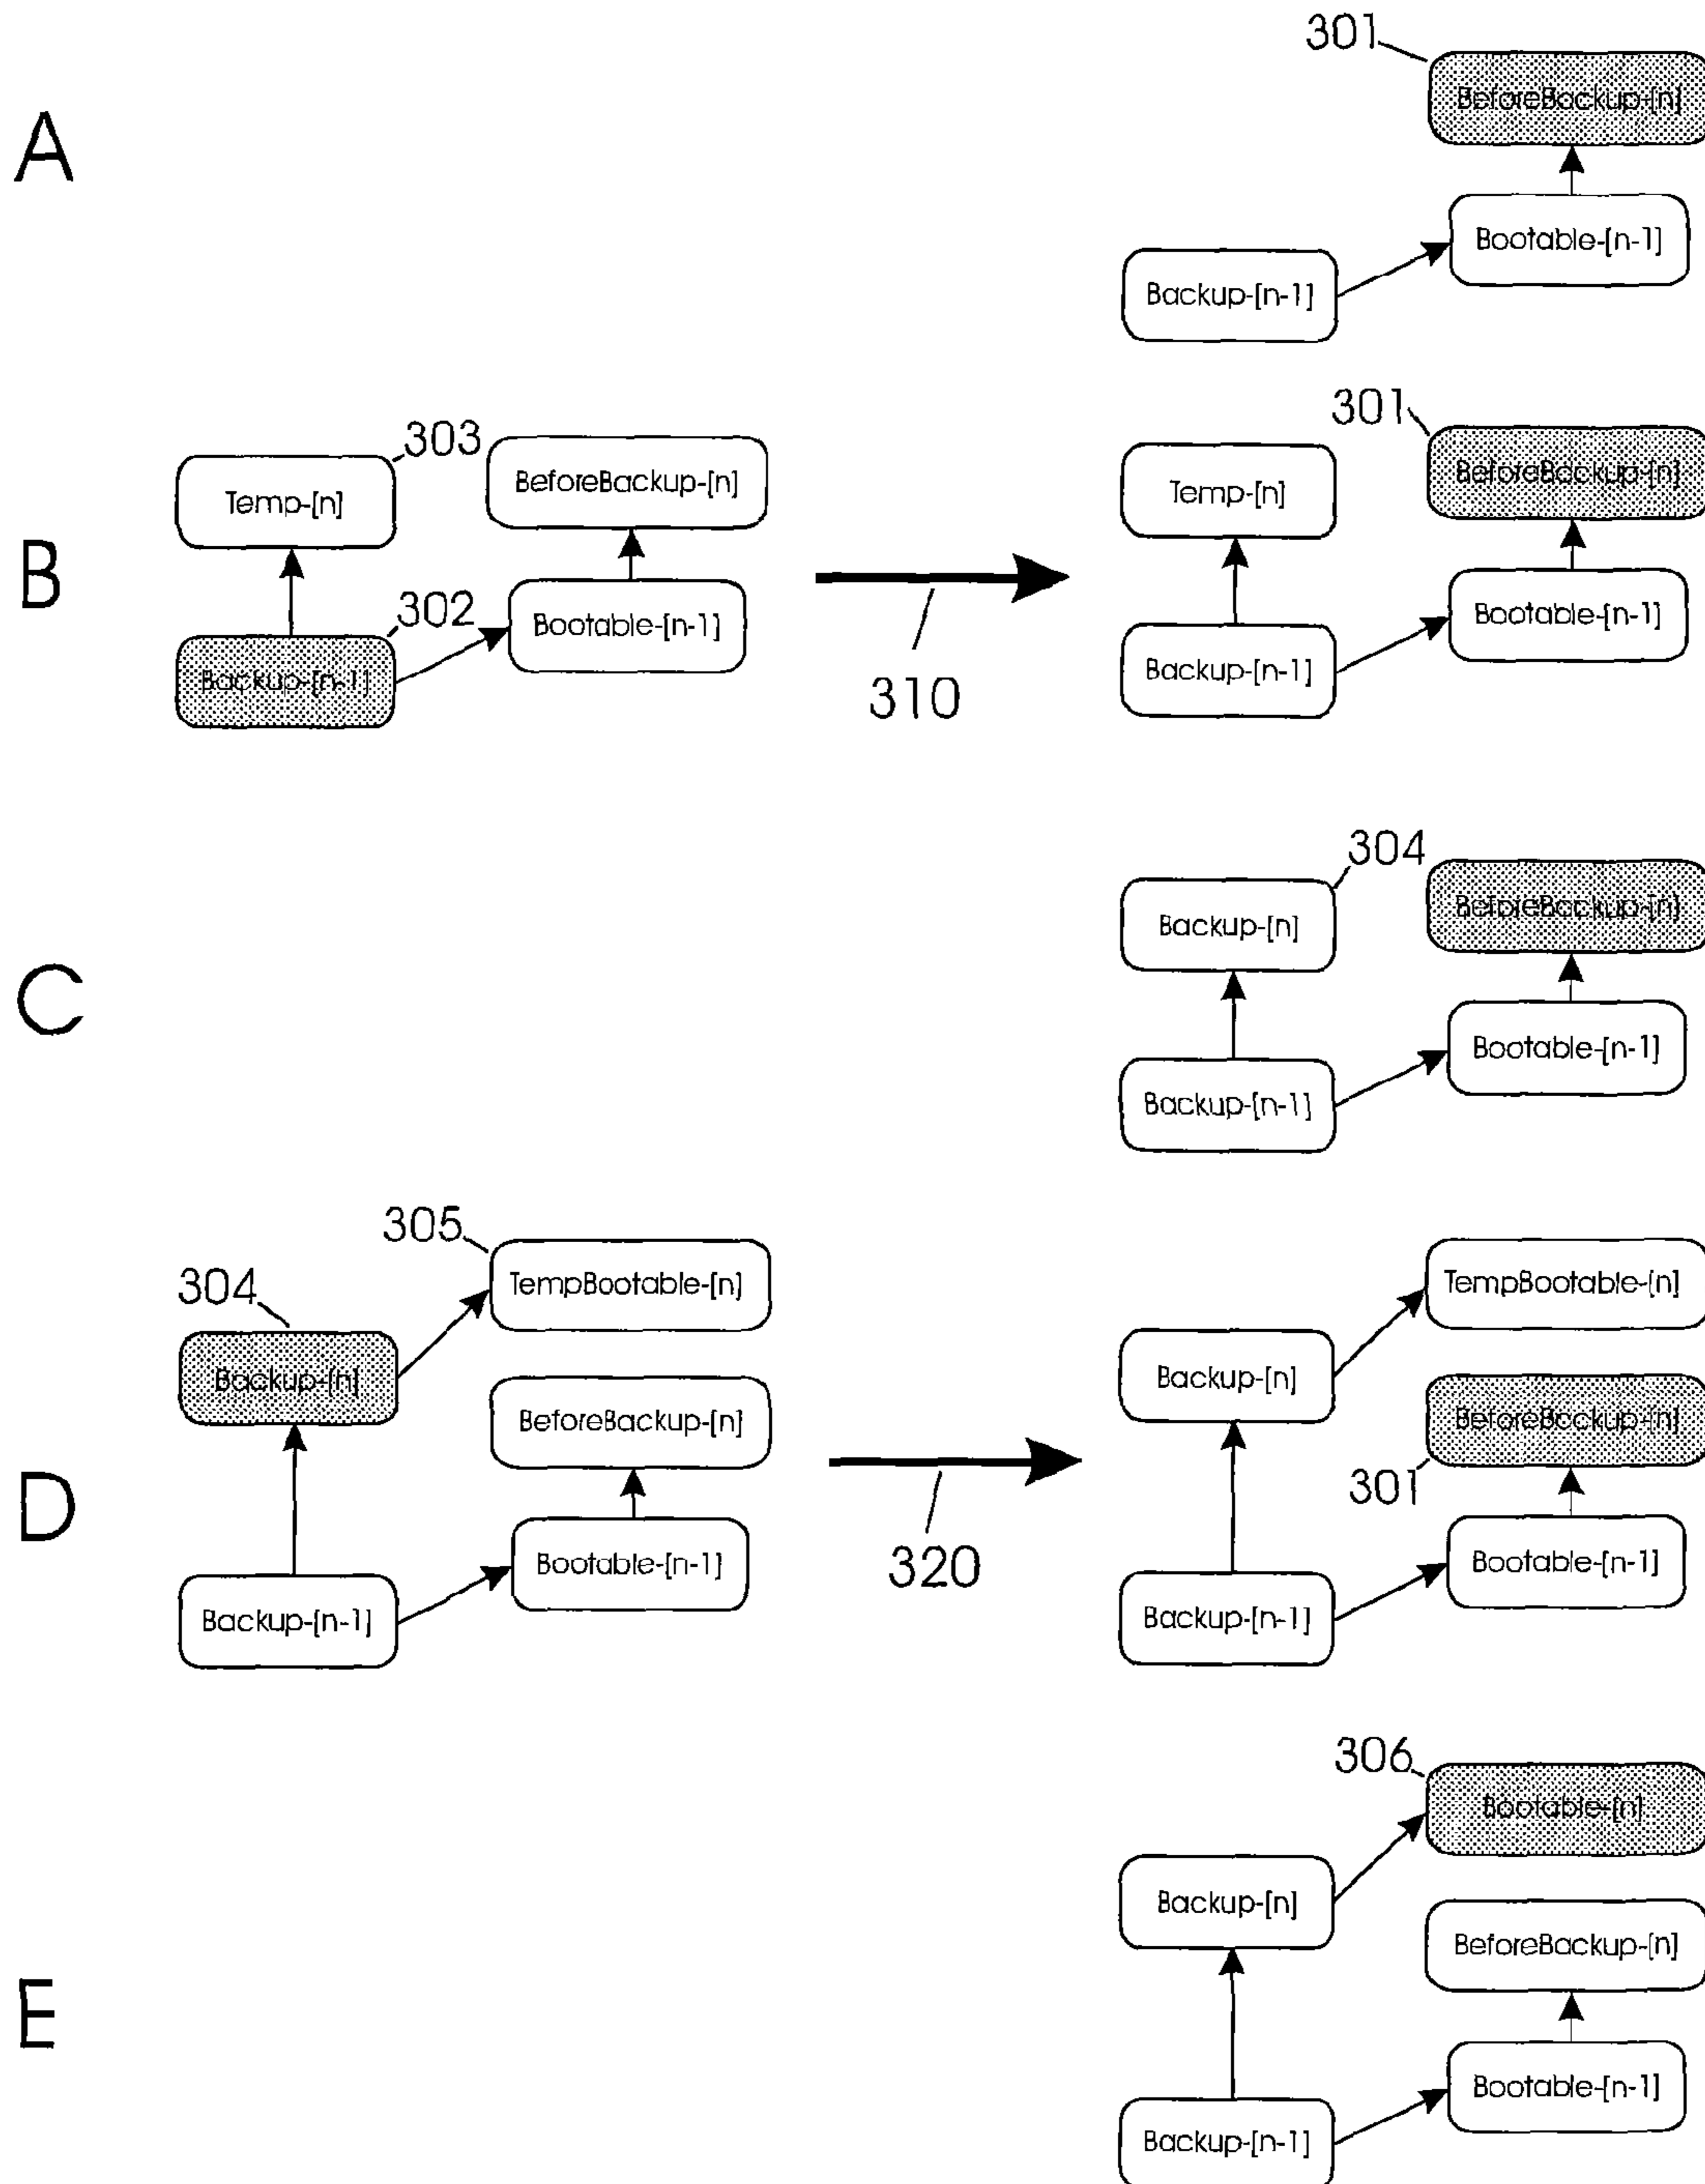 301
BeforeBackup-[n]
A
Bootable-[n-1]
Backup-[n-1]
301
303
BeforeBackup-[n]
BeforeBackup-[n]
Temp-[n]
Temp-[n]
B
302
Bootable-[n-1]
Bootable-[n-1]
Backup-[n-1]
Backup-[n-1]
310
304
BeforeBackup-[n]
Backup-[n]
C
Bootable-[n-1]
Backup-[n-1]
305
TempBootable-[n]
TempBootable-[n]
304
Backup-[n]
Backup-[n]
BeforeBackup-[n]
BeforeBackup-[n]
301
D
Bootable-[n-1]
Bootable-[n-1]
320
Backup-[n-1]
Backup-[n-1]
306
Bootable-[n]
Backup-[n]
BeforeBackup-[n]
E
Bootable-[n-1]
Backup-[n-1]